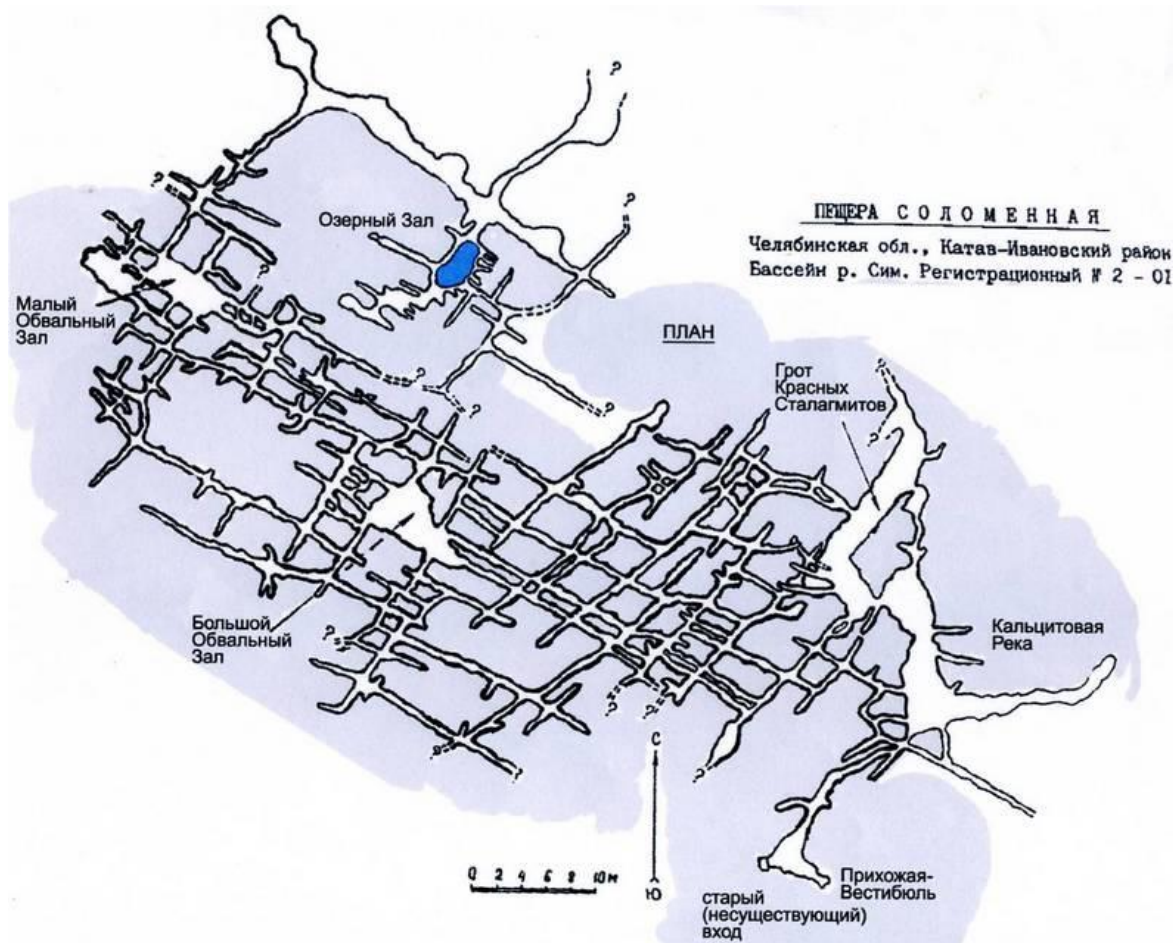 ?
?
ПЕЩЕРА СОЛОМЕННАЯ
Челябинская обл., Катав-Ивановский район
Бассейн р. Сим. Регистрационный № 2 - 01
Озерный Зал
?
Малый
Обвальный
Зал
ПЛАН
?
?
?
?
Грот
Красных
Сталагмитов
?
?
Большой
Обвальный
Зал
?
Кальцитовая
Река
?
?
?
?
?
С
Ю
0 2 4 6 8 10м
Прихожая-
Вестибюль
старый
(несуществующий)
вход